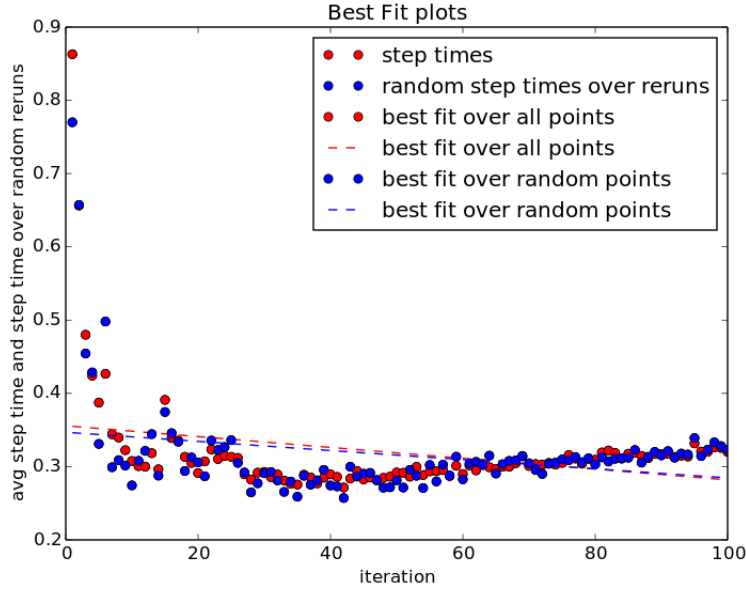 Best Fit plots
0.9
0.8
0.7
0.6
0.5
0.4
0.3
0.2
avg step time and step time over random reruns
step times
random step times over reruns
best fit over all points
best fit over all points
best fit over random points
best fit over random points
0
20
40
60
80
100
iteration